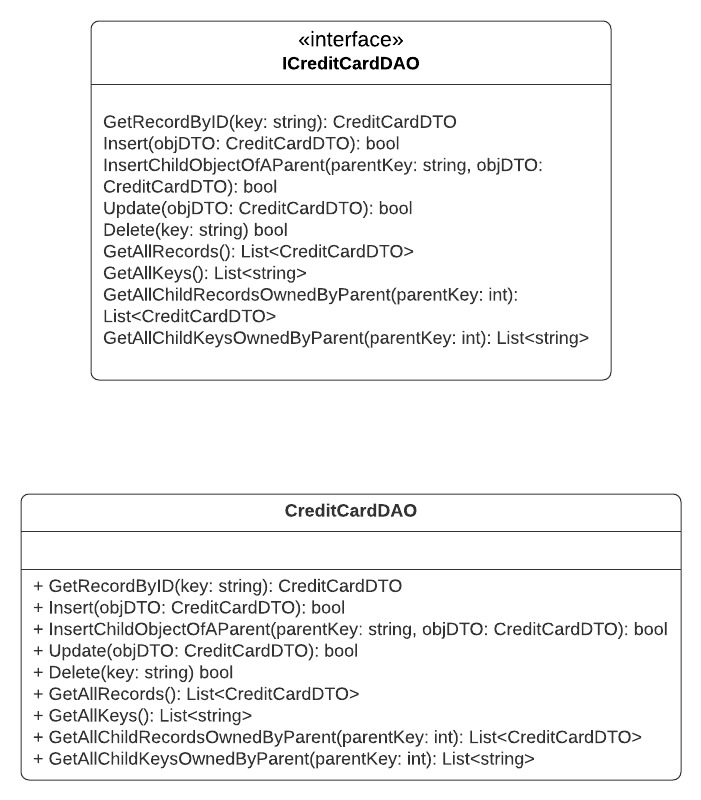 «interface»
ICreditCardDAO
GetRecordByID(key: string): CreditCardDTO
Insert(objDTO: CreditCardDTO): bool
InsertChildObjectOfAParent(parentKey: string, objDTO:
CreditCardDTO): bool
Update(objDTO: CreditCardDTO): bool
Delete(key: string) bool
GetAllRecords(): List<CreditCardDTO>
GetAllKeys(): List<string>
GetAllChildRecordsOwnedByParent(parentKey: int):
List<CreditCardDTO>
GetAllChildKeysOwnedByParent(parentKey: int): List<string>
CreditCardDAO
+ GetRecordByID(key: string): CreditCardDTO
+ Insert(objDTO: CreditCardDTO): bool
+ InsertChildObjectOfAParent(parentKey: string, objDTO: CreditCardDTO): bool
+ Update(objDTO: CreditCardDTO): bool
+ Delete(key: string) bool
+ GetAllRecords(): List<CreditCardDTO>
+ GetAllKeys(): List<string>
+ GetAllChildRecordsOwnedByParent(parentKey: int): List<CreditCardDTO>
+ GetAllChildKeysOwnedByParent(parentKey: int): List<string>